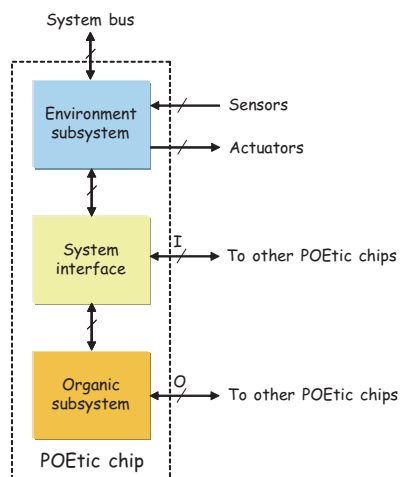 System bus
Environment
subsystem
Sensors
Actuators
System
interface
I
To other POEtic chips
Organic
subsystem
O
To other POEtic chips
POEtic chip